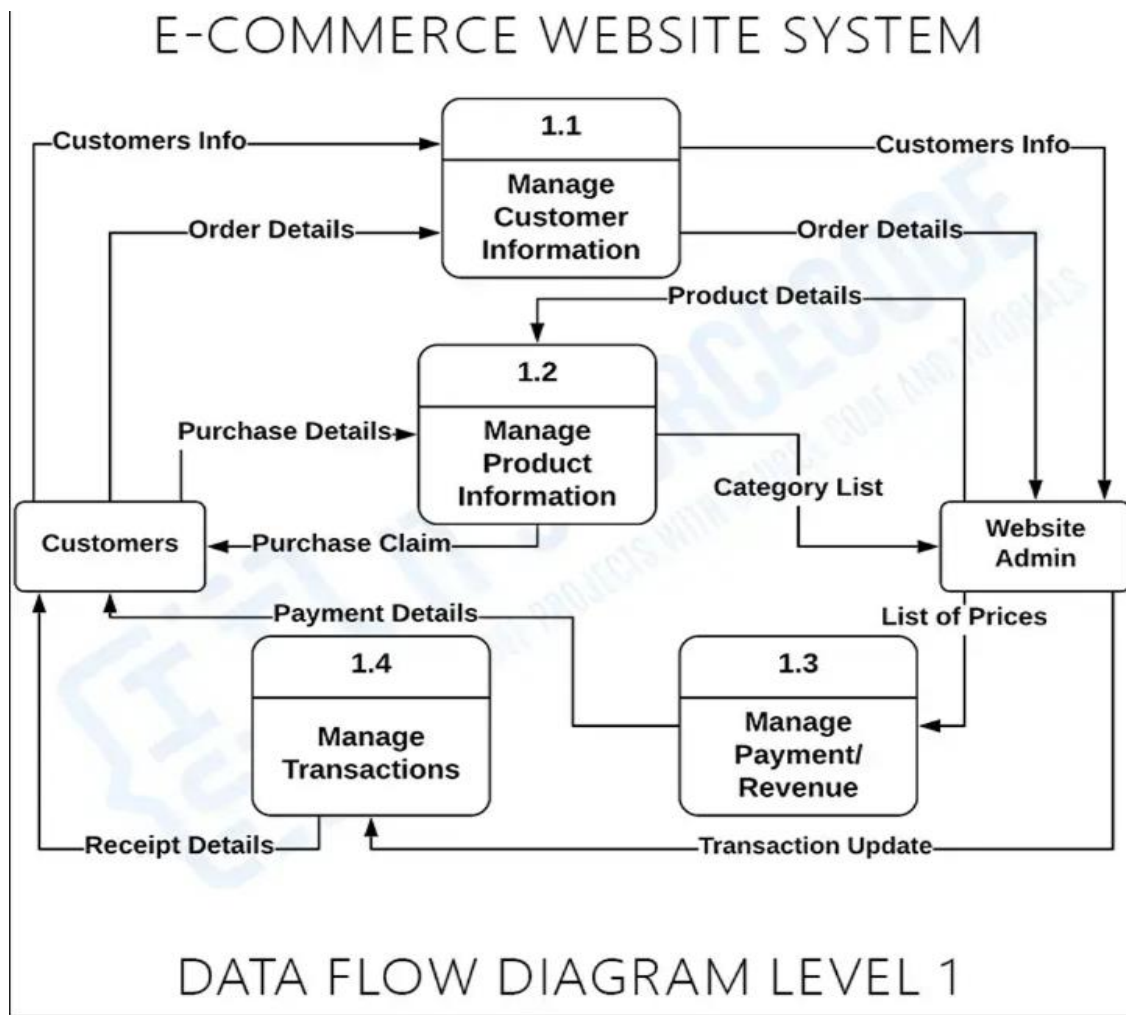 E-COMMERCE WEBSITE SYSTEM
Customers Info
1.1
Customers Info
Manage
Customer
Information
Order Details
Order Details
Product Details
1.2
Manage
Product
Information
Purchase Details
Category List
Customers
Purchase Claim
Website
Admin
Payment Details
List of Prices
1.4
Manage
Transactions
1.3
Manage
Payment/
Revenue
Receipt Details
Transaction Update
DATA FLOW DIAGRAM LEVEL 1